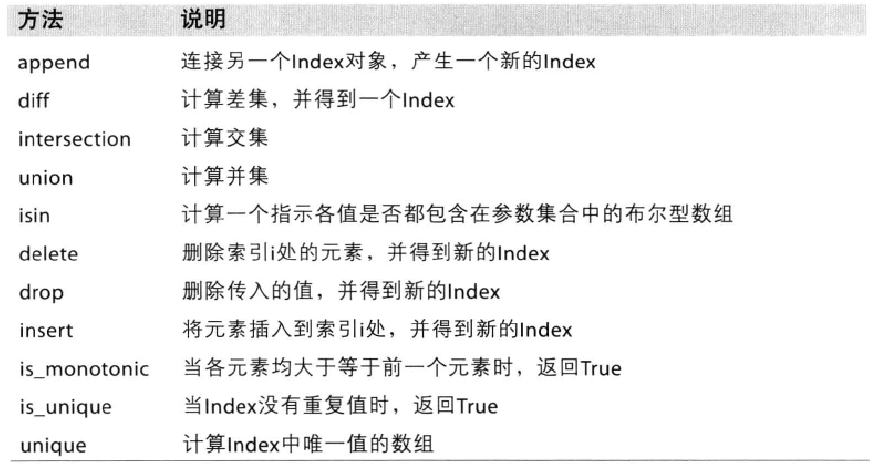 方法 说明
append 连接另一个Index对象，产生一个新的Index
diff 计算差集，并得到一个Index
intersection 计算交集
union 计算并集
isin 计算一个指示各值是否都包含在参数集合中的布尔型数组
delete 删除索引i处的元素，并得到新的Index
drop 删除传入的值，并得到新的Index
insert 将元素插入到索引i处，并得到新的Index
is_monotonic 当各元素均大于等于前一个元素时，返回True
is_unique 当Index没有重复值时，返回True
unique 计算Index中唯一值的数组